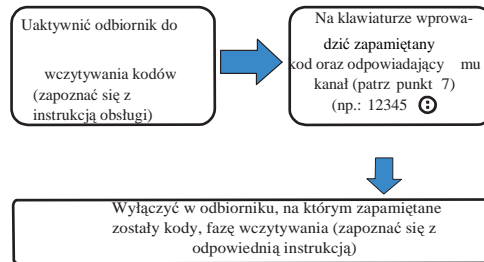 Uaktywnić odbiornik do
wczytywania kodów
(zapoznać się z
instrukcją obsługi)
Na klawiaturze wprowa-
dzić zapamiętany
kod oraz odpowiadający mu
kanał (patrz punkt 7)
(np.: 12345
Wyłączyć w odbiorniku, na którym zapamiętane
zostały kody, fazę wczytywania (zapoznać się z
odpowiednią instrukcją)